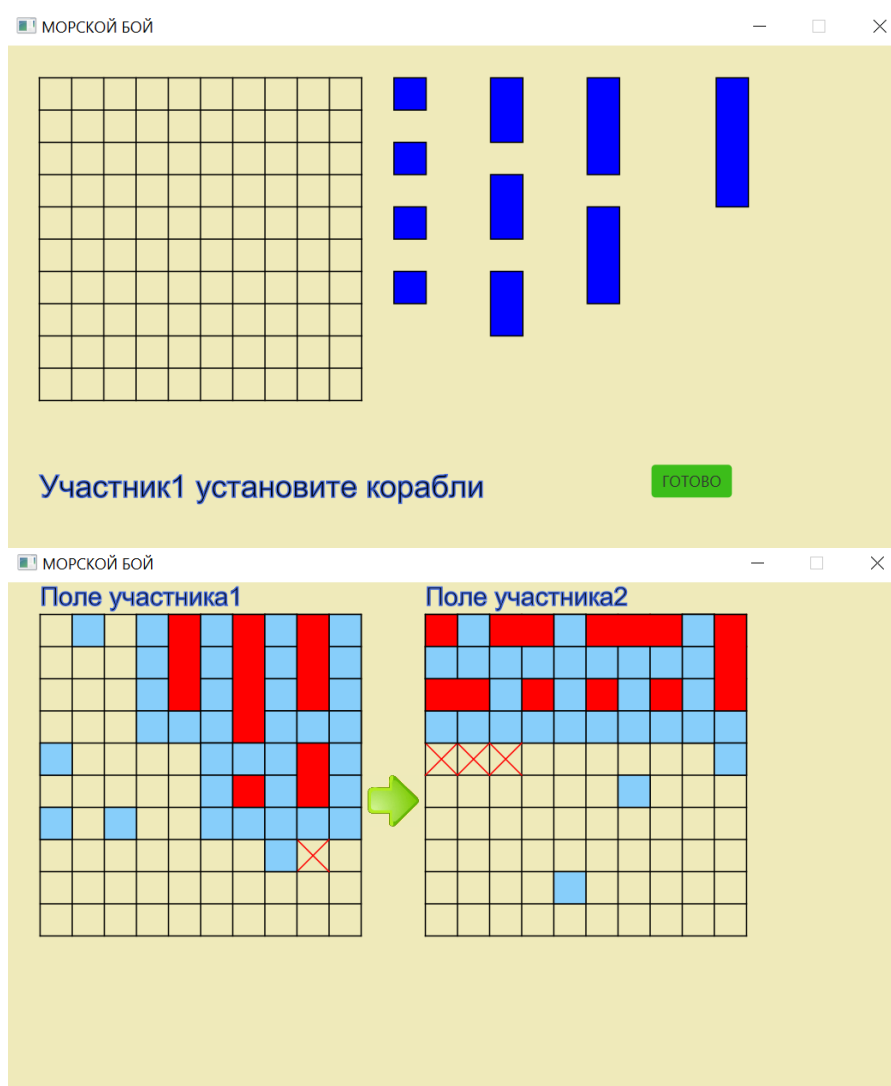 МОРСКОЙ БОЙ
Участник1 установите корабли
ГОТОВО
МОРСКОЙ БОЙ
Поле участника1
Поле участника2